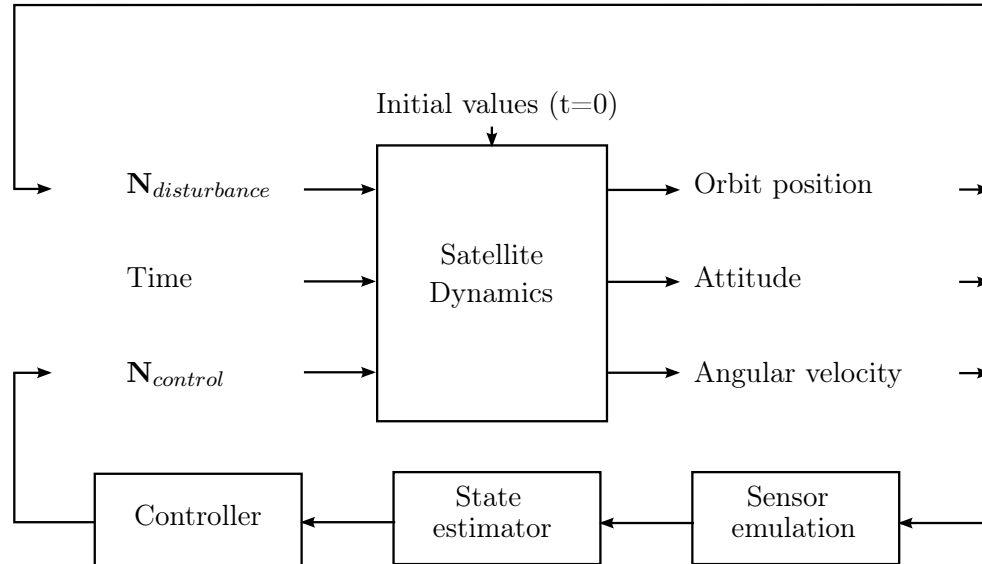 Initial values (t=0)
N_disturbance
Orbit position
Time
Satellite
Dynamics
Attitude
N_control
Angular velocity
Controller
State
estimator
Sensor
emulation